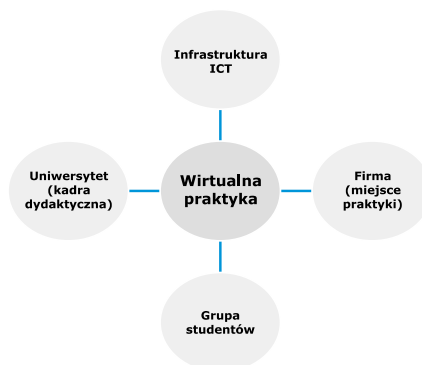 Infrastruktura
ICT
Uniwersytet
(kadra
dydaktyczna)
Wirtualna
praktyka
Firma
(miejsce
praktyki)
Grupa
studentów